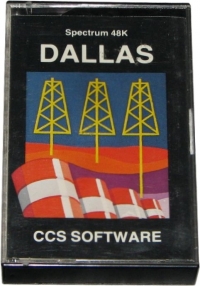 Spectrum 48K
DALLAS
CCS SOFTWARE